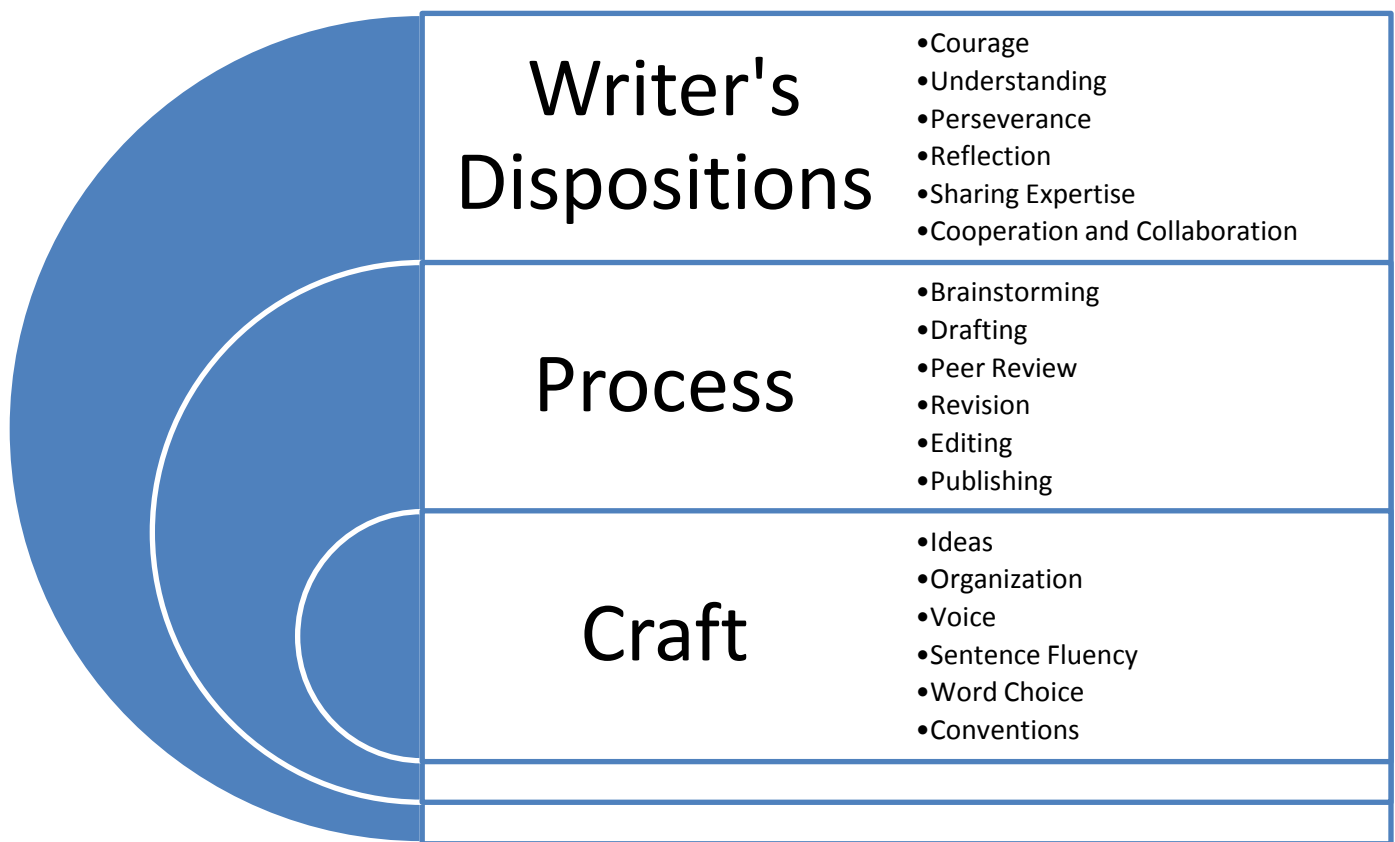 Writer's
Dispositions
•Courage
•Understanding
•Perseverance
•Reflection
•Sharing Expertise
•Cooperation and Collaboration
Process
•Brainstorming
•Drafting
•Peer Review
•Revision
•Editing
•Publishing
Craft
•Ideas
•Organization
•Voice
•Sentence Fluency
•Word Choice
•Conventions